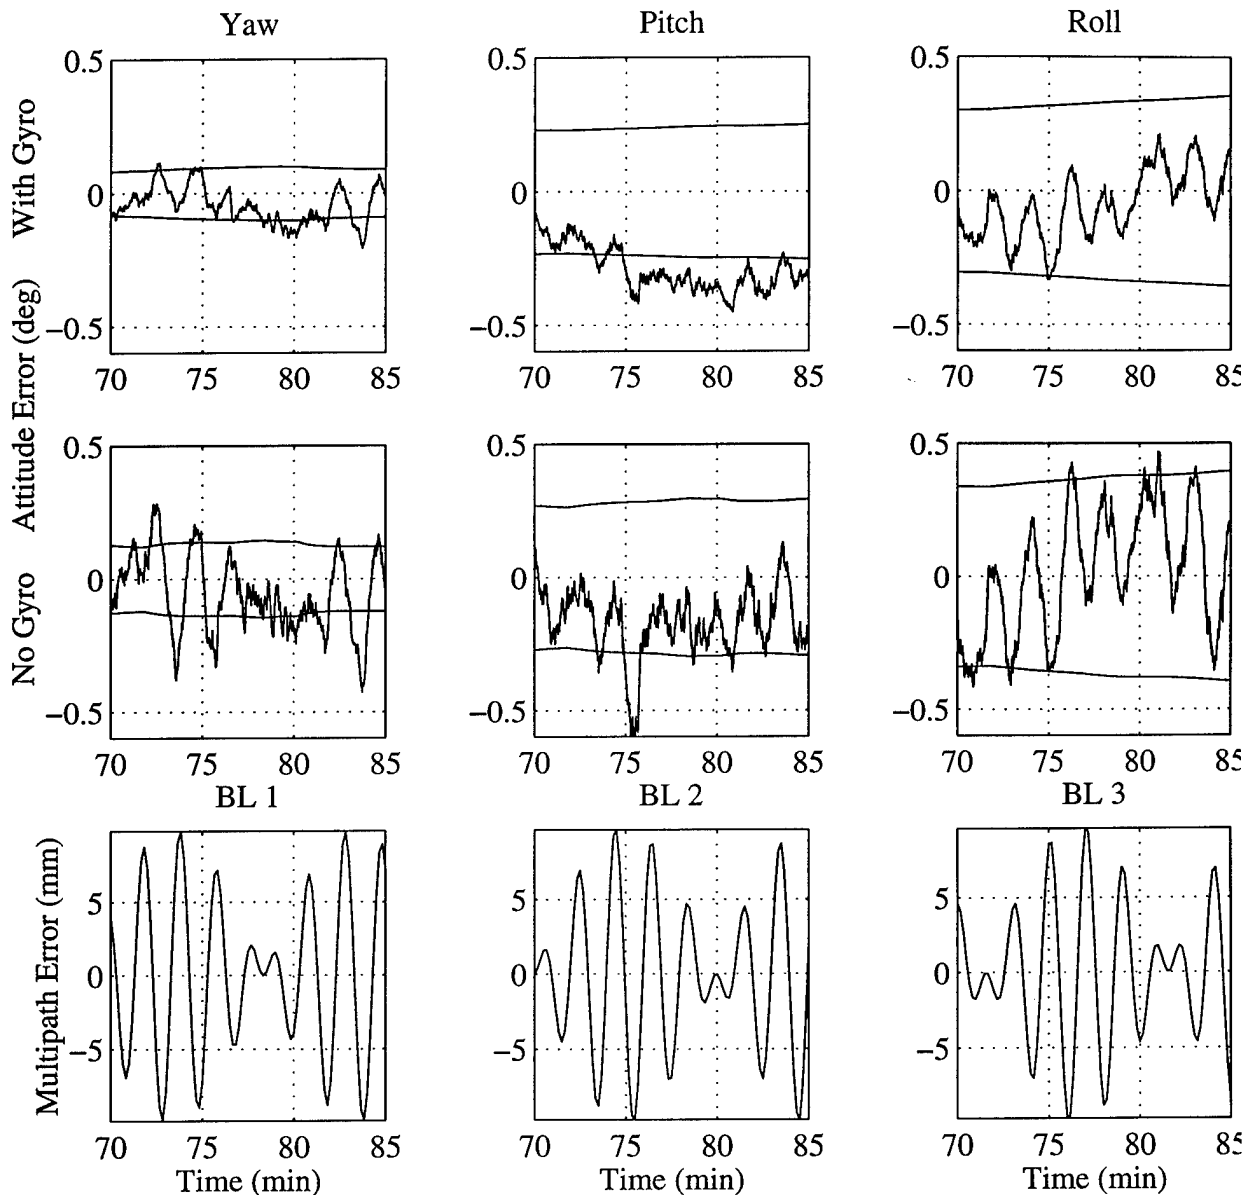 Yaw
Pitch
Roll
With Gyro
0.5
0
−0.5
70 75 80 85
0.5
0
−0.5
70 75 80 85
0.5
0
−0.5
70 75 80 85
Attitude Error (deg)
No Gyro
0.5
0
−0.5
70 75 80 85
0.5
0
−0.5
70 75 80 85
0.5
0
−0.5
70 75 80 85
BL 1
BL 2
BL 3
Multipath Error (mm)
5
0
−5
70 75 80 85
Time (min)
5
0
−5
70 75 80 85
Time (min)
5
0
−5
70 75 80 85
Time (min)